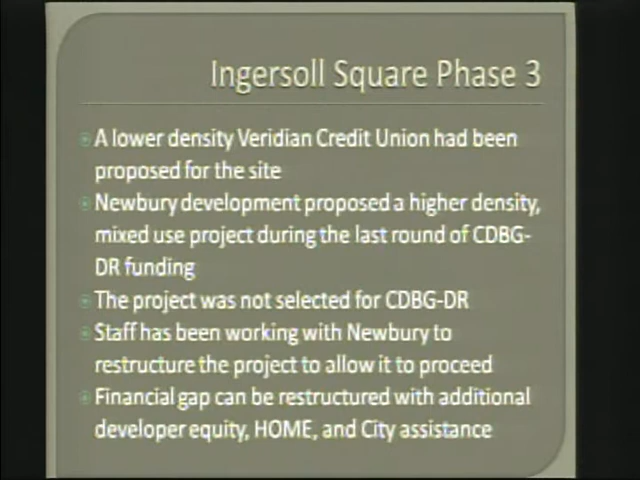 Ingersoll Square Phase 3
A lower density Veridian Credit Union had been
proposed for the site
Newbury development proposed a higher density,
mixed use project during the last round of CDBG-
DR funding
The project was not selected for CDBG-DR
Staff has been working with Newbury to
restructure the project to allow it to proceed
Financial gap can be restructured with additional
developer equity, HOME, and City assistance